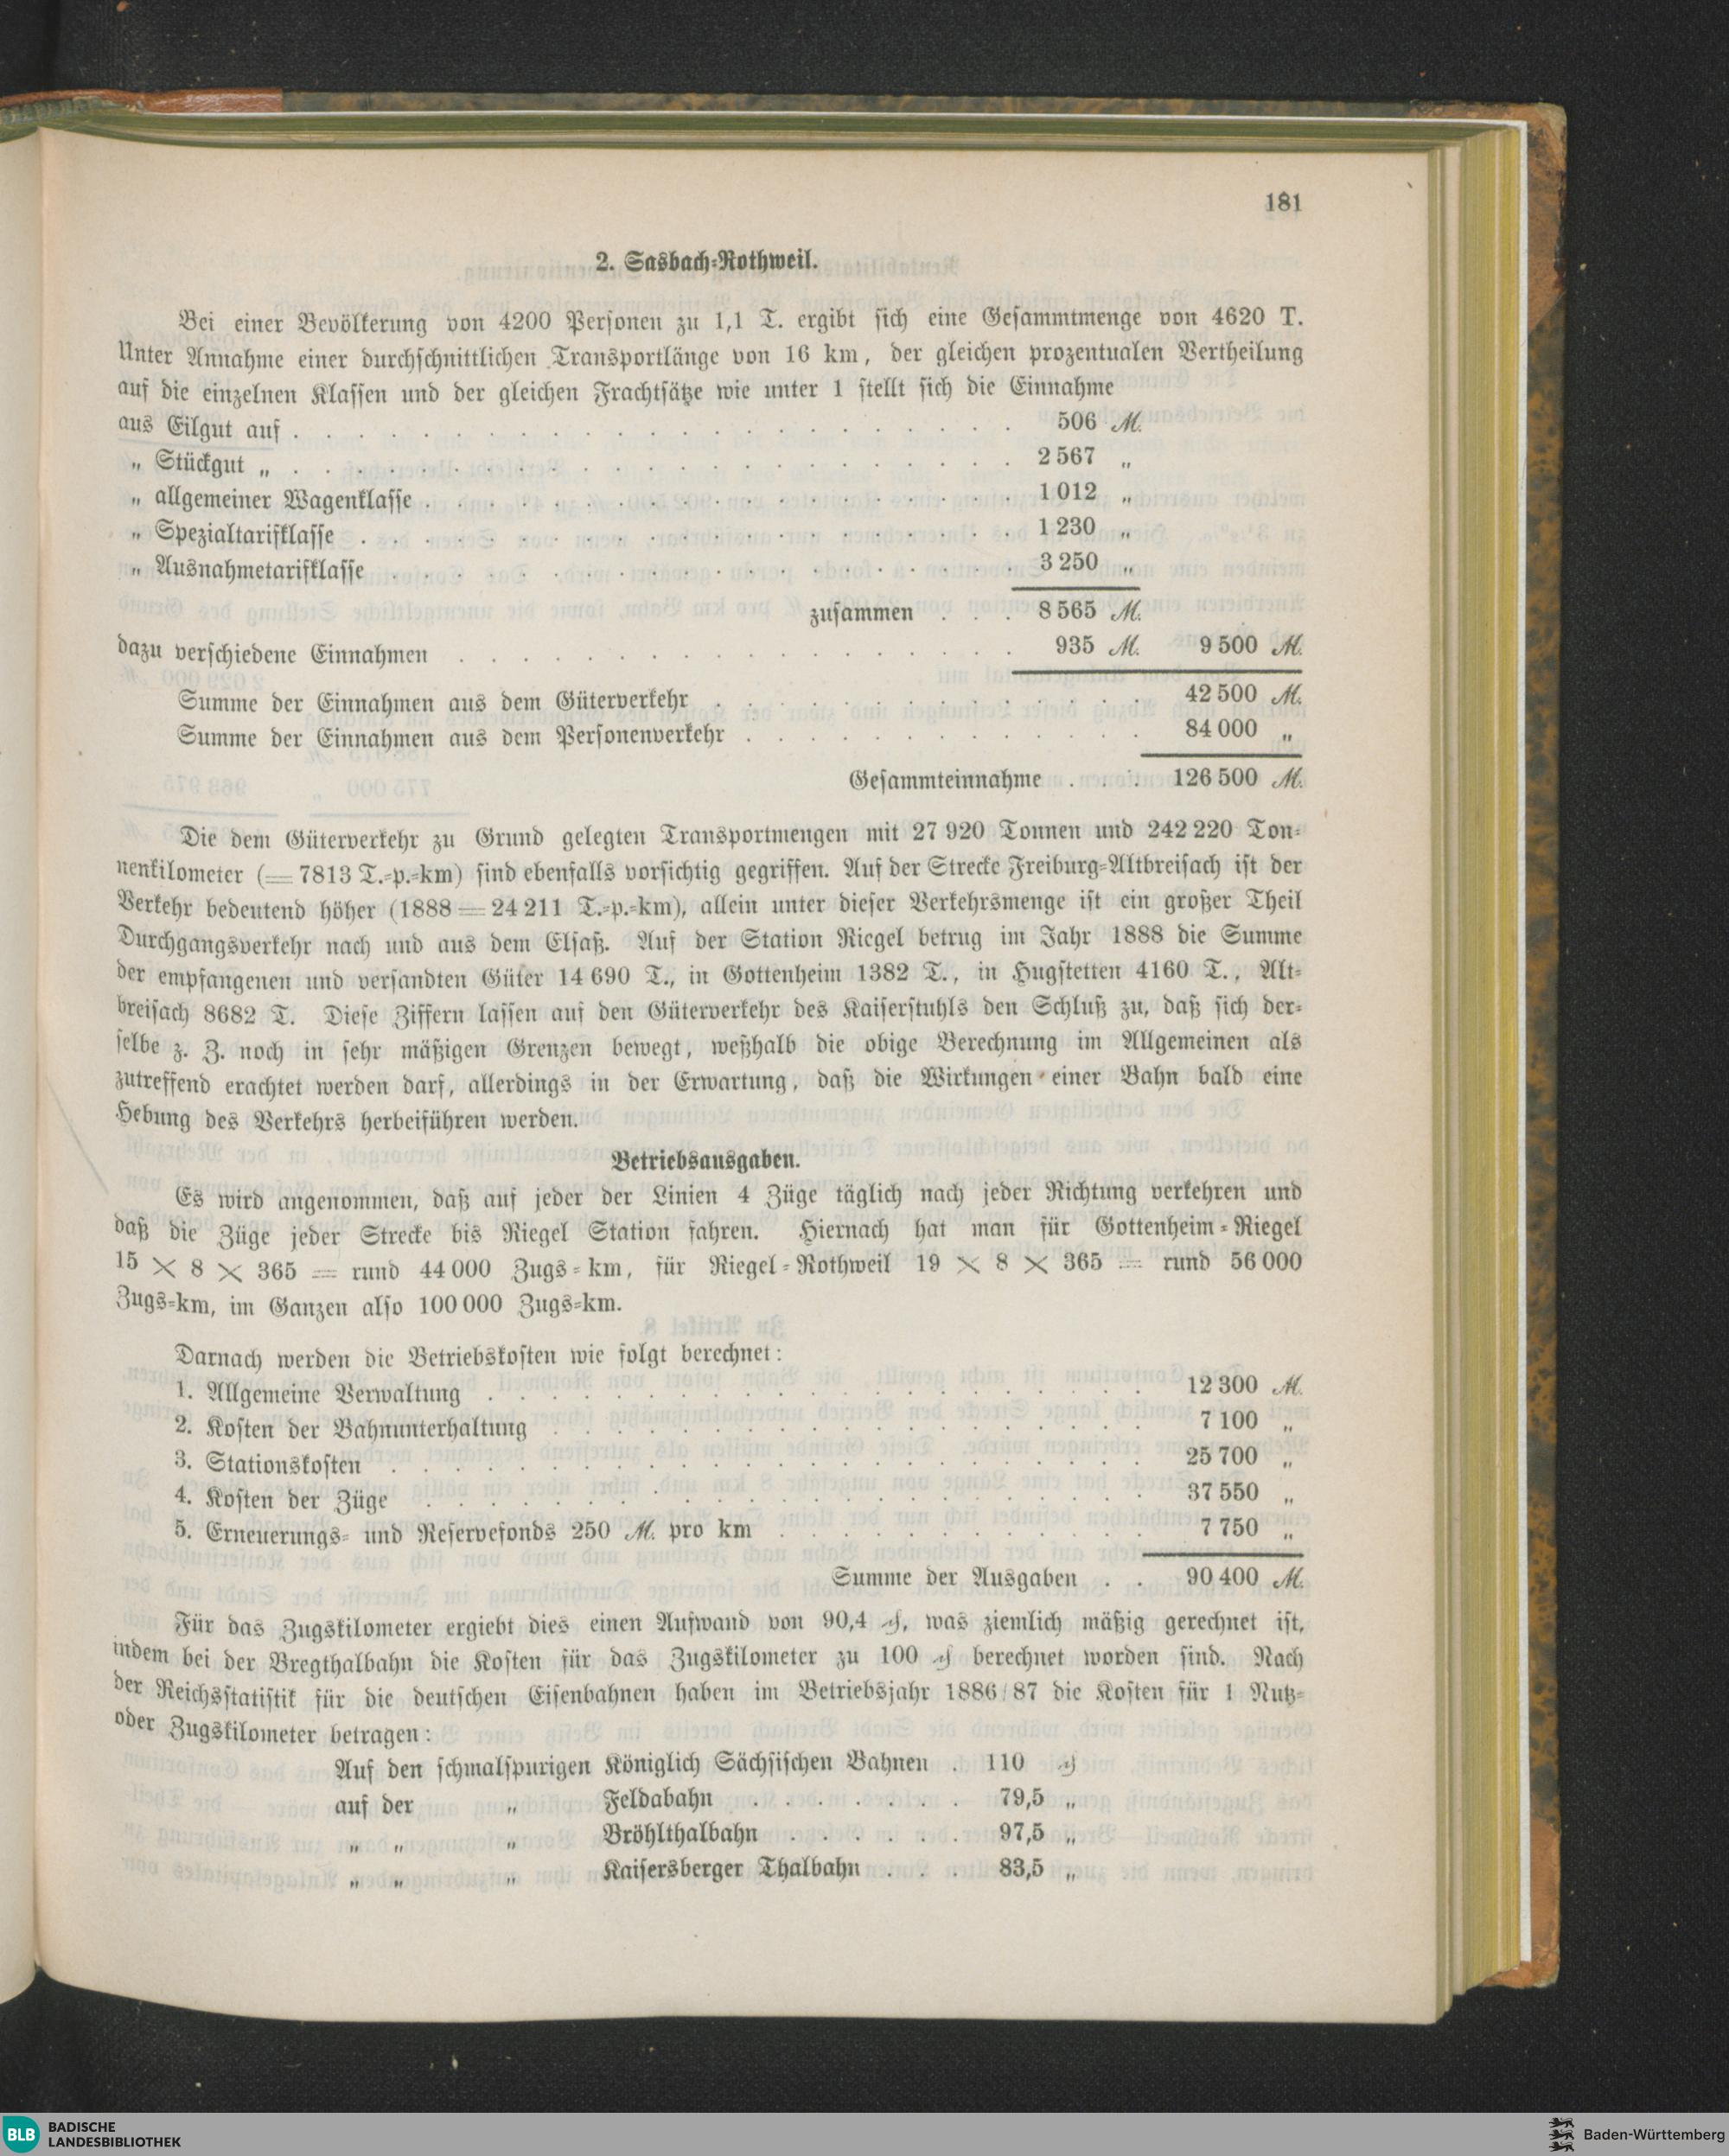 181
2. Sasbach-Rothweil.
Bei einer Bevölkerung von 4200 Personen zu 1,1 T. ergibt sich eine Gesammtmenge von 4620 T.
Unter Annahme einer durchschnittlichen Transportlänge von 16 km, der gleichen prozentualen Vertheilung
auf die einzelnen Klassen und der gleichen Frachtsätze wie unter 1 stellt sich die Einnahme
aus Eilgut auf . . . . . . . . . . . . . . . . . . . . . . . 506 ℳ.
„ Stückgut „ . . . . . . . . . . . . . . . . . . . . . . . 2 567 „
„ allgemeiner Wagenklasse . . . . . . . . . . . . . . . . . . . 1 012 „
„ Spezialtarifklasse . . . . . . . . . . . . . . . . . . . . . 1 230 „
„ Ausnahmetarifklasse . . . . . . . . . . . . . . . . . . . . 3 250 „
zusammen . . . 8 565 ℳ.
dazu verschiedene Einnahmen . . . . . . . . . . . . . . . . . . 935 ℳ. 9 500 ℳ.
Summe der Einnahmen aus dem Güterverkehr . . . . . . . . . . . . . . 42 500 ℳ.
Summe der Einnahmen aus dem Personenverkehr . . . . . . . . . . . . . 84 000 „
Gesammteinnahme . . . 126 500 ℳ.
Die dem Güterverkehr zu Grund gelegten Transportmengen mit 27 920 Tonnen und 242 220 Ton-
nenkilometer (= 7813 T.-p.-km) sind ebenfalls vorsichtig gegriffen. Auf der Strecke Freiburg-Altbreisach ist der
Verkehr bedeutend höher (1888 = 24 211 T.-p.-km), allein unter dieser Verkehrsmenge ist ein großer Theil
Durchgangsverkehr nach und aus dem Elsaß. Auf der Station Riegel betrug im Jahr 1888 die Summe
der empfangenen und versandten Güter 14 690 T., in Gottenheim 1382 T., in Hugstetten 4160 T., Alt-
breisach 8682 T. Diese Ziffern lassen auf den Güterverkehr des Kaiserstuhls den Schluß zu, daß sich der-
selbe z. Z. noch in sehr mäßigen Grenzen bewegt, weßhalb die obige Berechnung im Allgemeinen als
zutreffend erachtet werden darf, allerdings in der Erwartung, daß die Wirkungen einer Bahn bald eine
Hebung des Verkehrs herbeiführen werden.
Betriebsausgaben.
Es wird angenommen, daß auf jeder der Linien 4 Züge täglich nach jeder Richtung verkehren und
daß die Züge jeder Strecke bis Riegel Station fahren. Hiernach hat man für Gottenheim-Riegel
15 × 8 × 365 = rund 44 000 Zugs-km, für Riegel-Rothweil 19 × 8 × 365 = rund 56 000
Zugs-km, im Ganzen also 100 000 Zugs-km.
Darnach werden die Betriebskosten wie folgt berechnet:
1. Allgemeine Verwaltung . . . . . . . . . . . . . . . . . . . . . 12 300 ℳ.
2. Kosten der Bahnunterhaltung . . . . . . . . . . . . . . . . . . . 7 100 „
3. Stationskosten . . . . . . . . . . . . . . . . . . . . . . . . 25 700 „
4. Kosten der Züge . . . . . . . . . . . . . . . . . . . . . . . 37 550 „
5. Erneuerungs- und Reservefonds 250 ℳ. pro km . . . . . . . . . . . . 7 750 „
Summe der Ausgaben . . 90 400 ℳ.
Für das Zugskilometer ergiebt dies einen Aufwand von 90,4 ₰, was ziemlich mäßig gerechnet ist,
indem bei der Bregthalbahn die Kosten für das Zugskilometer zu 100 ₰ berechnet worden sind. Nach
der Reichsstatistik für die deutschen Eisenbahnen haben im Betriebsjahr 1886/87 die Kosten für 1 Nutz-
oder Zugskilometer betragen:
Auf den schmalspurigen Königlich Sächsischen Bahnen . 110 ₰
auf der „ Feldabahn . . . . . . . 79,5 „
„ „ „ Bröhlthalbahn . . . . . . 97,5 „
„ „ „ Kaisersberger Thalbahn . . . 83,5 „
BLB BADISCHE
LANDESBIBLIOTHEK
Baden-Württemberg